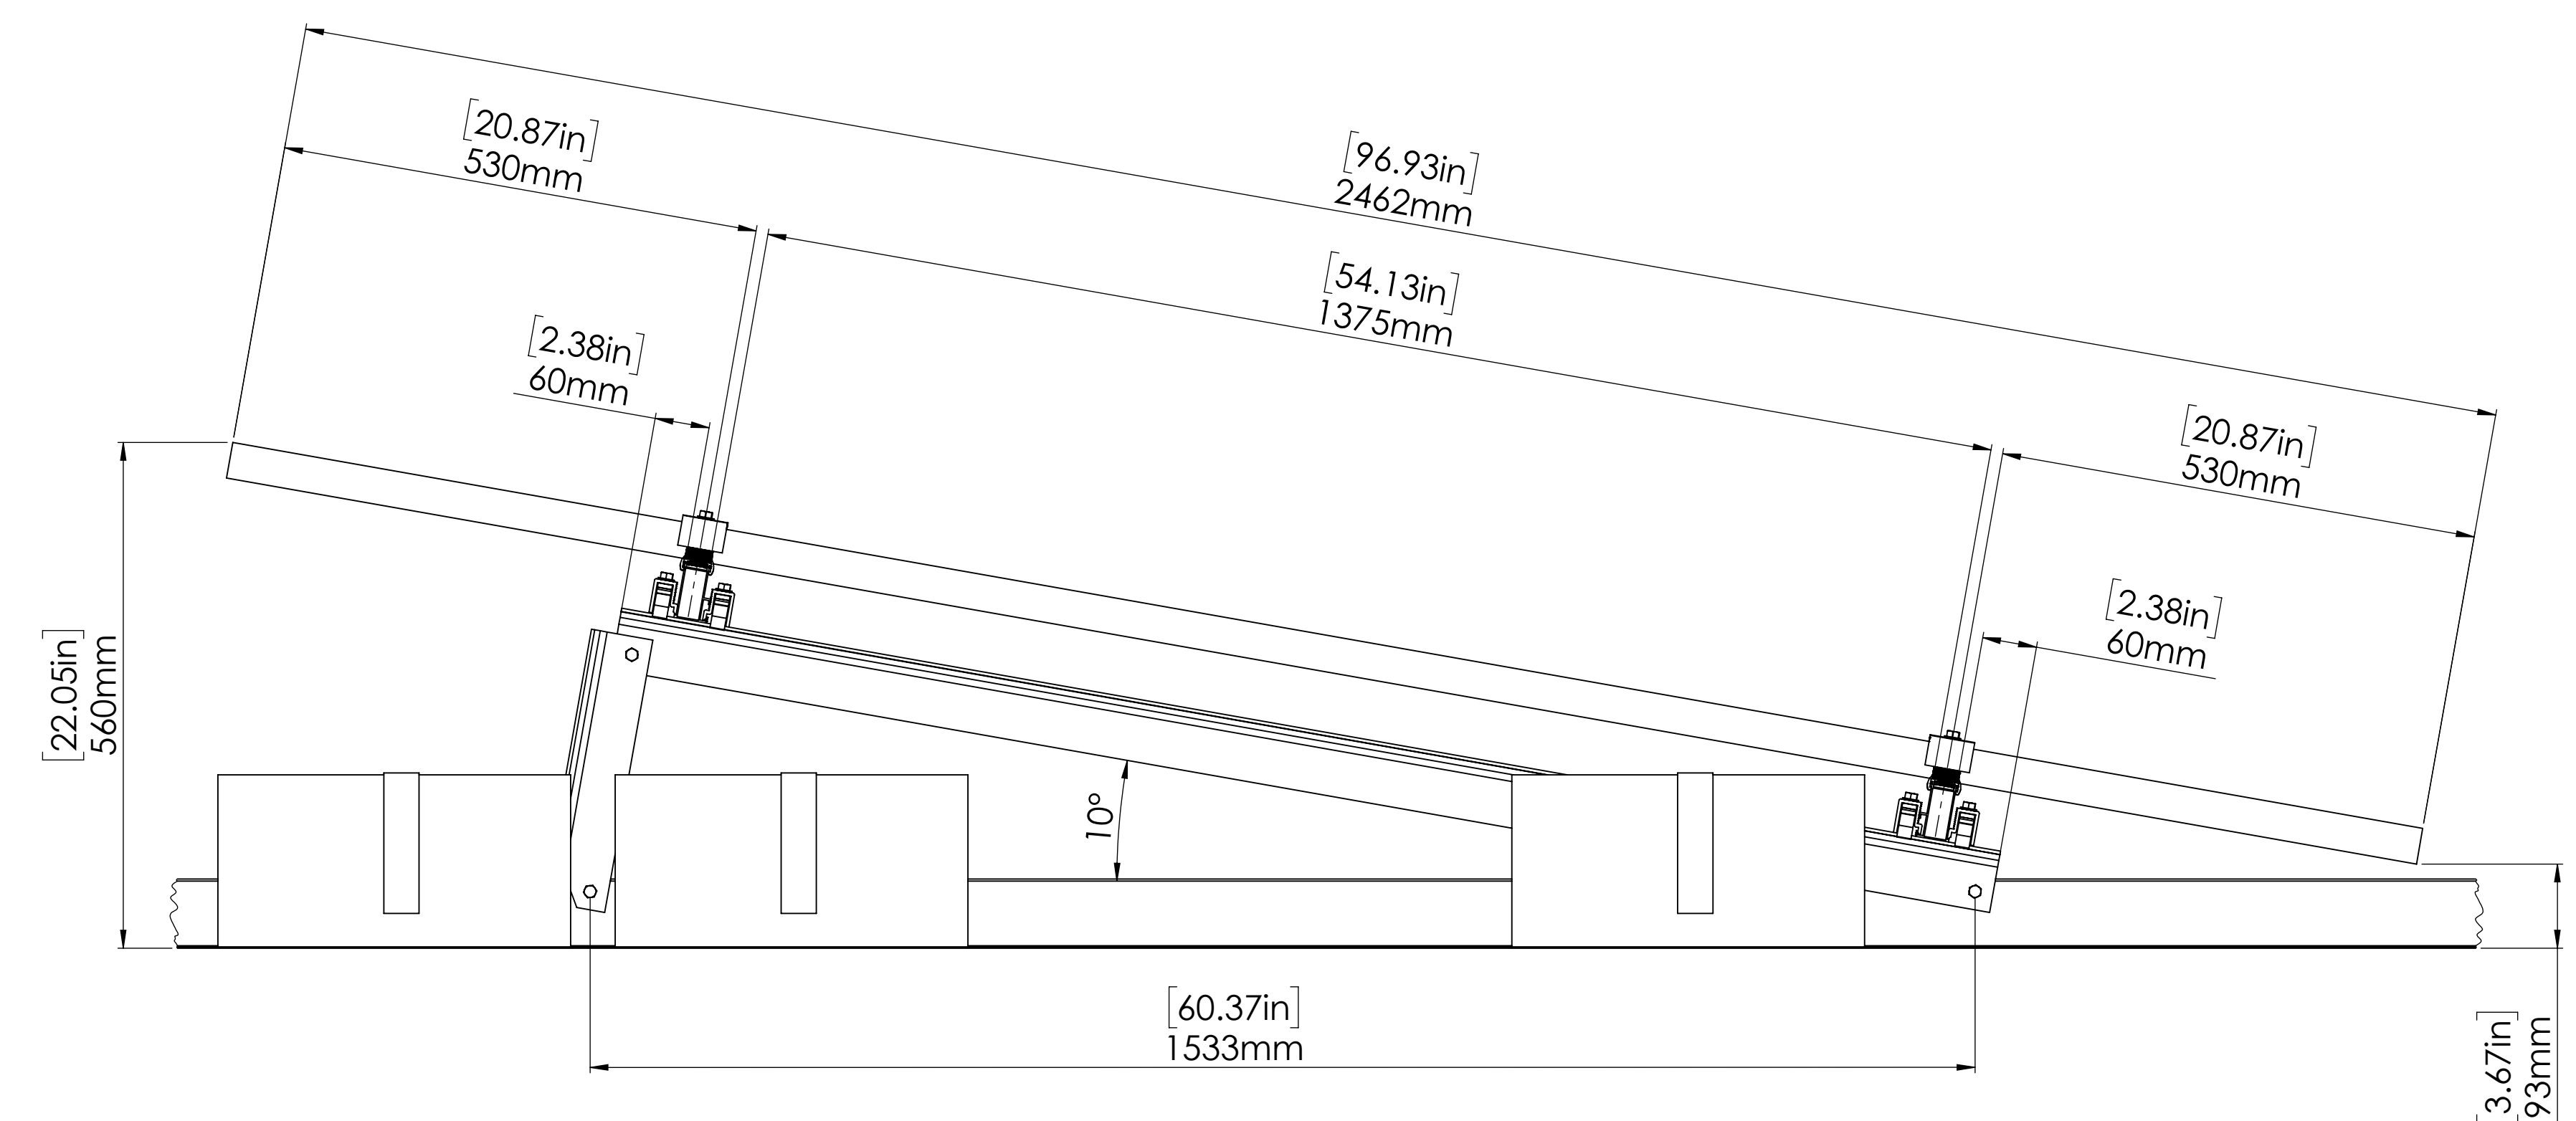 [20.87in]
530mm
[96.93in]
2462mm
[54.13in]
1375mm
[2.38in]
60mm
[20.87in]
530mm
[2.38in]
60mm
[22.05in]
560mm
10°
[60.37in]
1533mm
[3.67in]
93mm